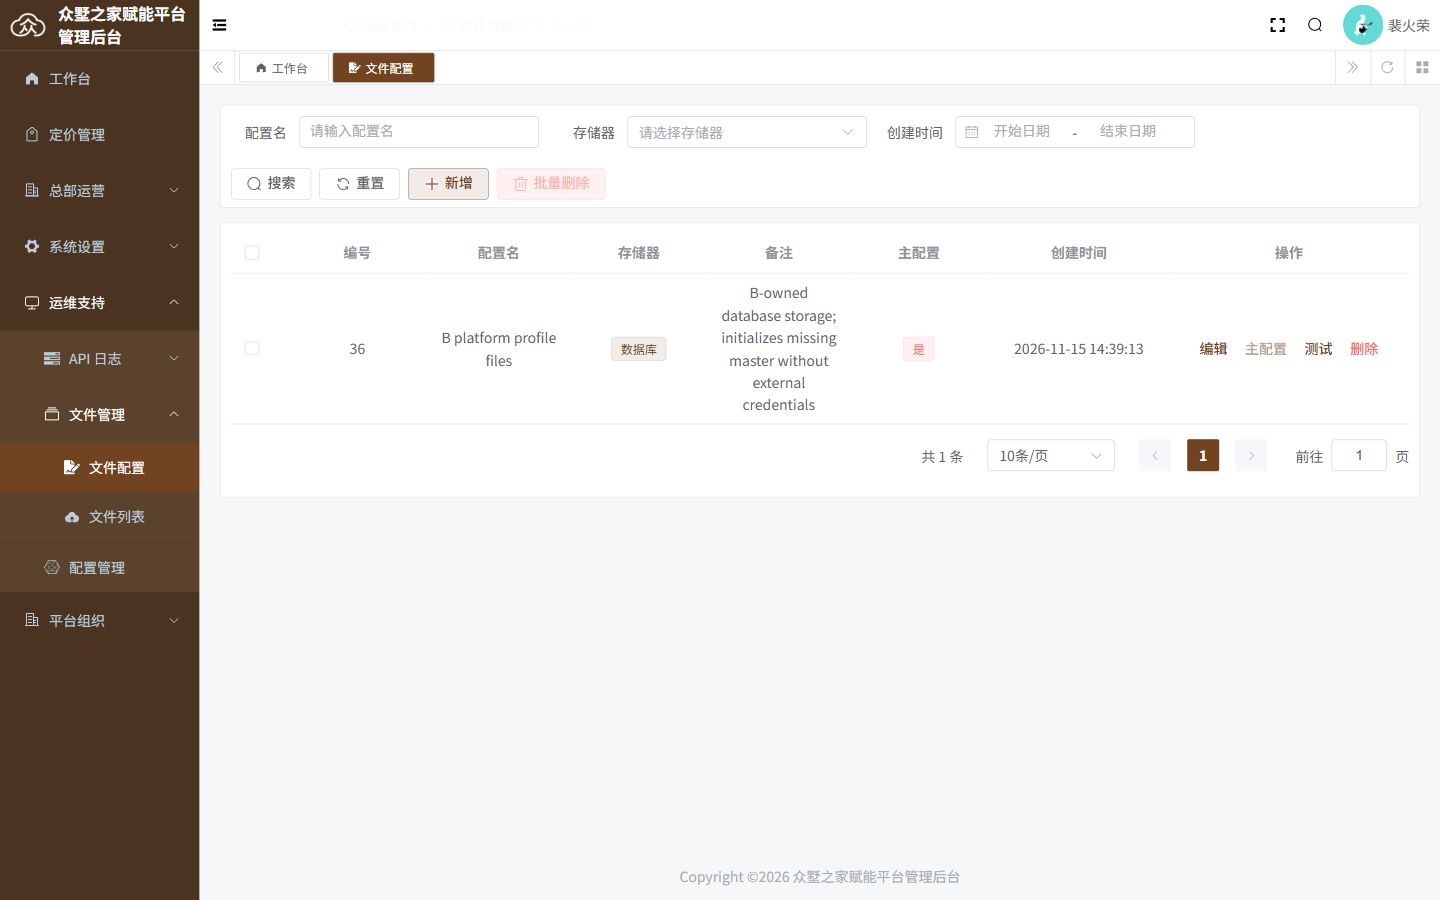 众墅之家赋能平台
管理后台
裴火荣
工作台
文件配置
工作台
定价管理
总部运营
系统设置
运维支持
API 日志
文件管理
文件配置
文件列表
配置管理
平台组织
配置名 请输入配置名 存储器 请选择存储器 创建时间 开始日期 - 结束日期
搜索 重置 新增 批量删除
编号 配置名 存储器 备注 主配置 创建时间 操作
36
B platform profile
files
数据库
B-owned
database storage;
initializes missing
master without
external
credentials
是
2026-11-15 14:39:13
编辑 主配置 测试 删除
共 1 条 10条/页 1 前往 1 页
Copyright ©2026 众墅之家赋能平台管理后台